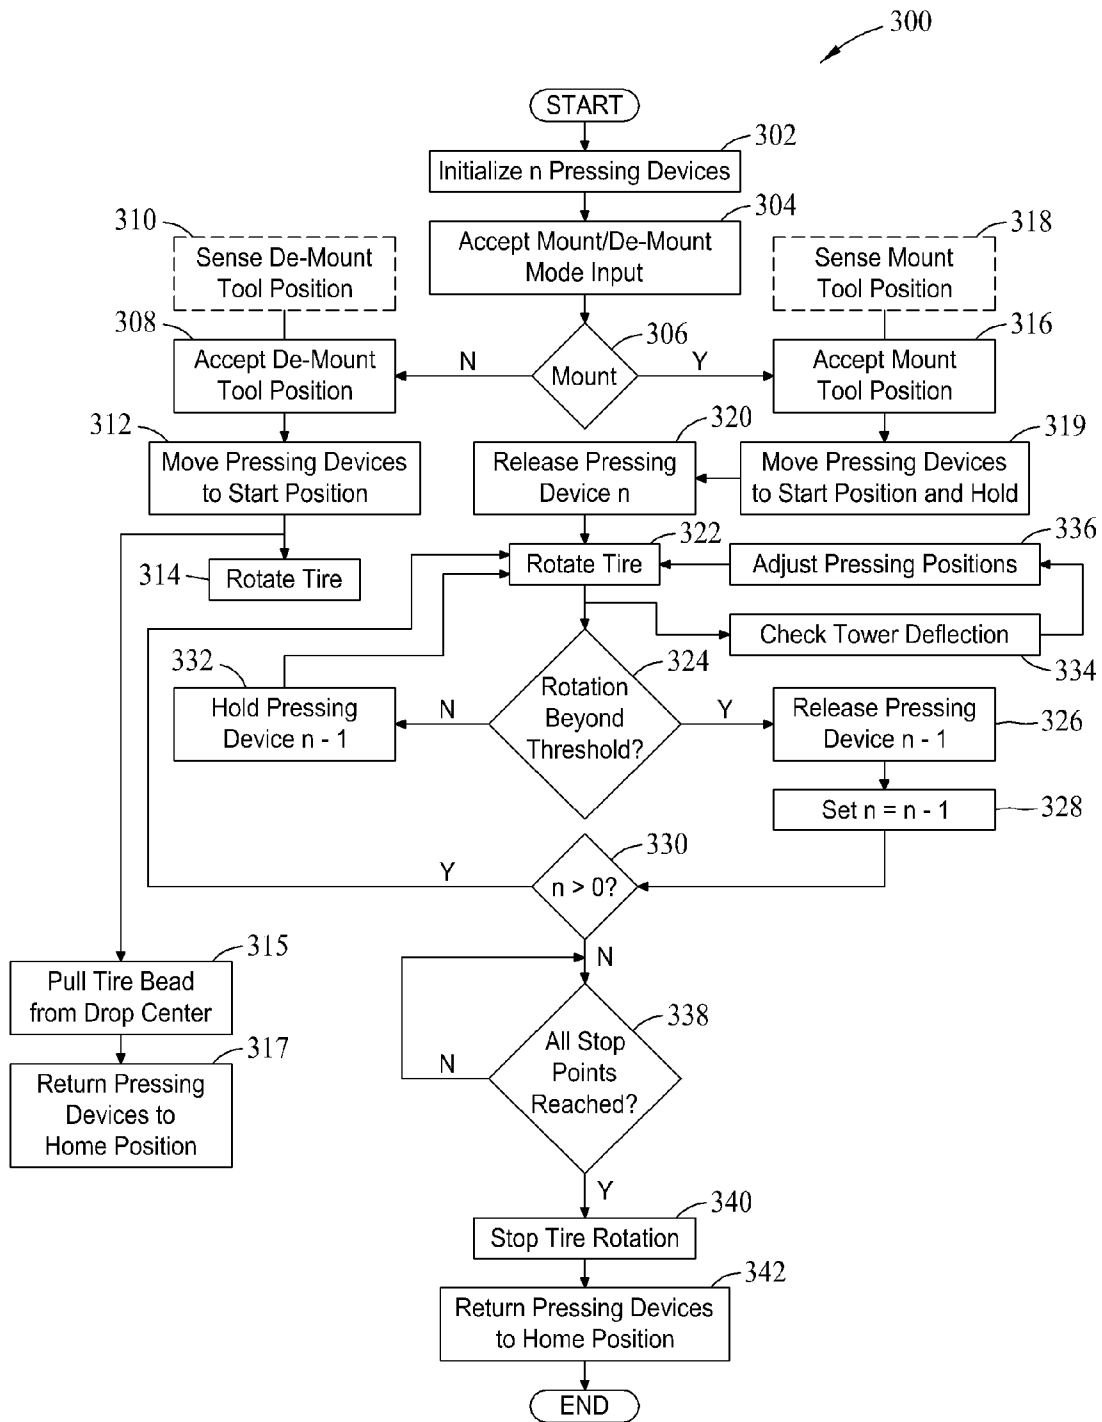 300
START
302
Initialize n Pressing Devices
304
Accept Mount/De-Mount
Mode Input
310
Sense De-Mount
Tool Position
318
Sense Mount
Tool Position
308
Accept De-Mount
Tool Position
N
306
Mount
Y
316
Accept Mount
Tool Position
312
Move Pressing Devices
to Start Position
320
Release Pressing
Device n
319
Move Pressing Devices
to Start Position and Hold
314
Rotate Tire
322
Rotate Tire
336
Adjust Pressing Positions
Check Tower Deflection
334
332
Hold Pressing
Device n - 1
N
324
Rotation
Beyond
Threshold?
Y
Release Pressing
Device n - 1
326
Set n = n - 1
328
330
Y
n > 0?
N
315
Pull Tire Bead
from Drop Center
317
Return Pressing
Devices to
Home Position
338
N
All Stop
Points
Reached?
Y
340
Stop Tire Rotation
342
Return Pressing Devices
to Home Position
END